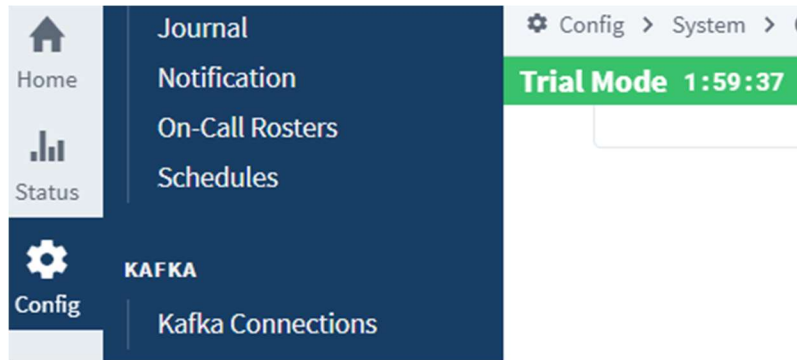 Home
Status
Config
Journal
Notification
On-Call Rosters
Schedules
KAFKA
Kafka Connections
Config > System >
Trial Mode 1:59:37